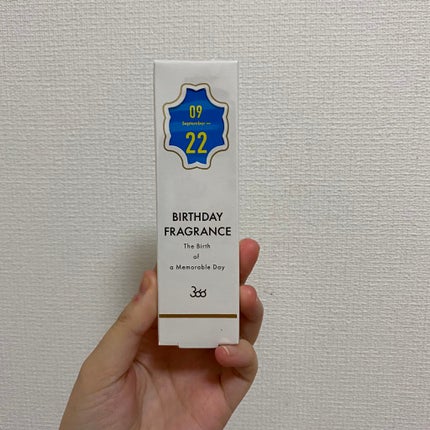 09
September
22
BIRTHDAY
FRAGRANCE
The Birth
of
a Memorable Day
366